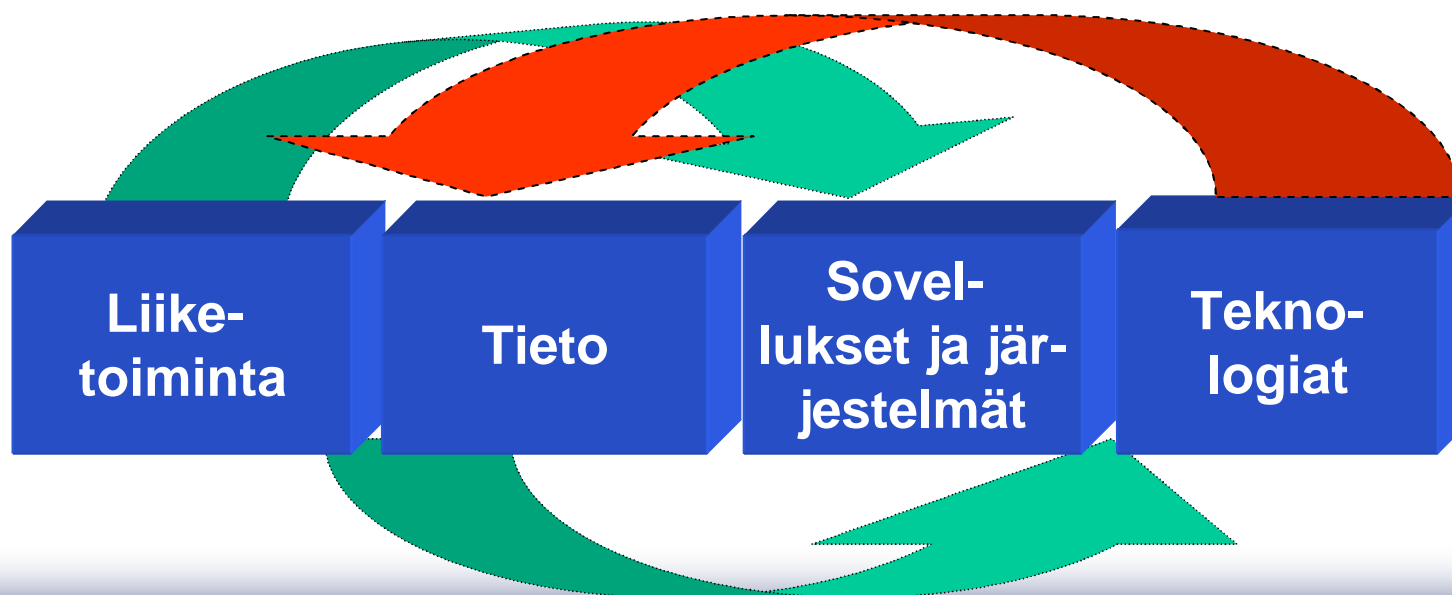 Liike-
toiminta
Tieto
Sovel-
lukset ja jär-
jestelmät
Tekno-
logiat